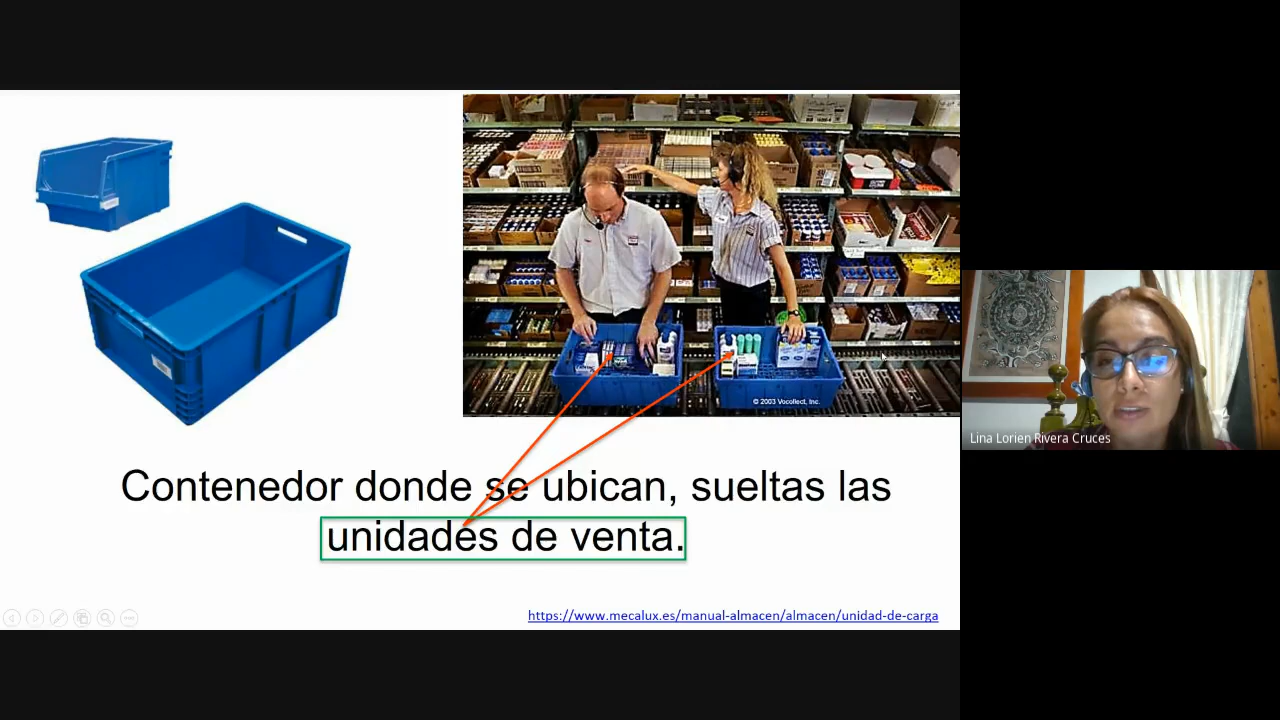 © 2003 Vocollect, Inc.
Contenedor donde se ubican, sueltas las
unidades de venta.
https://www.mecalux.es/manual-almacen/almacen/unidad-de-carga
Lina Lorien Rivera Cruces